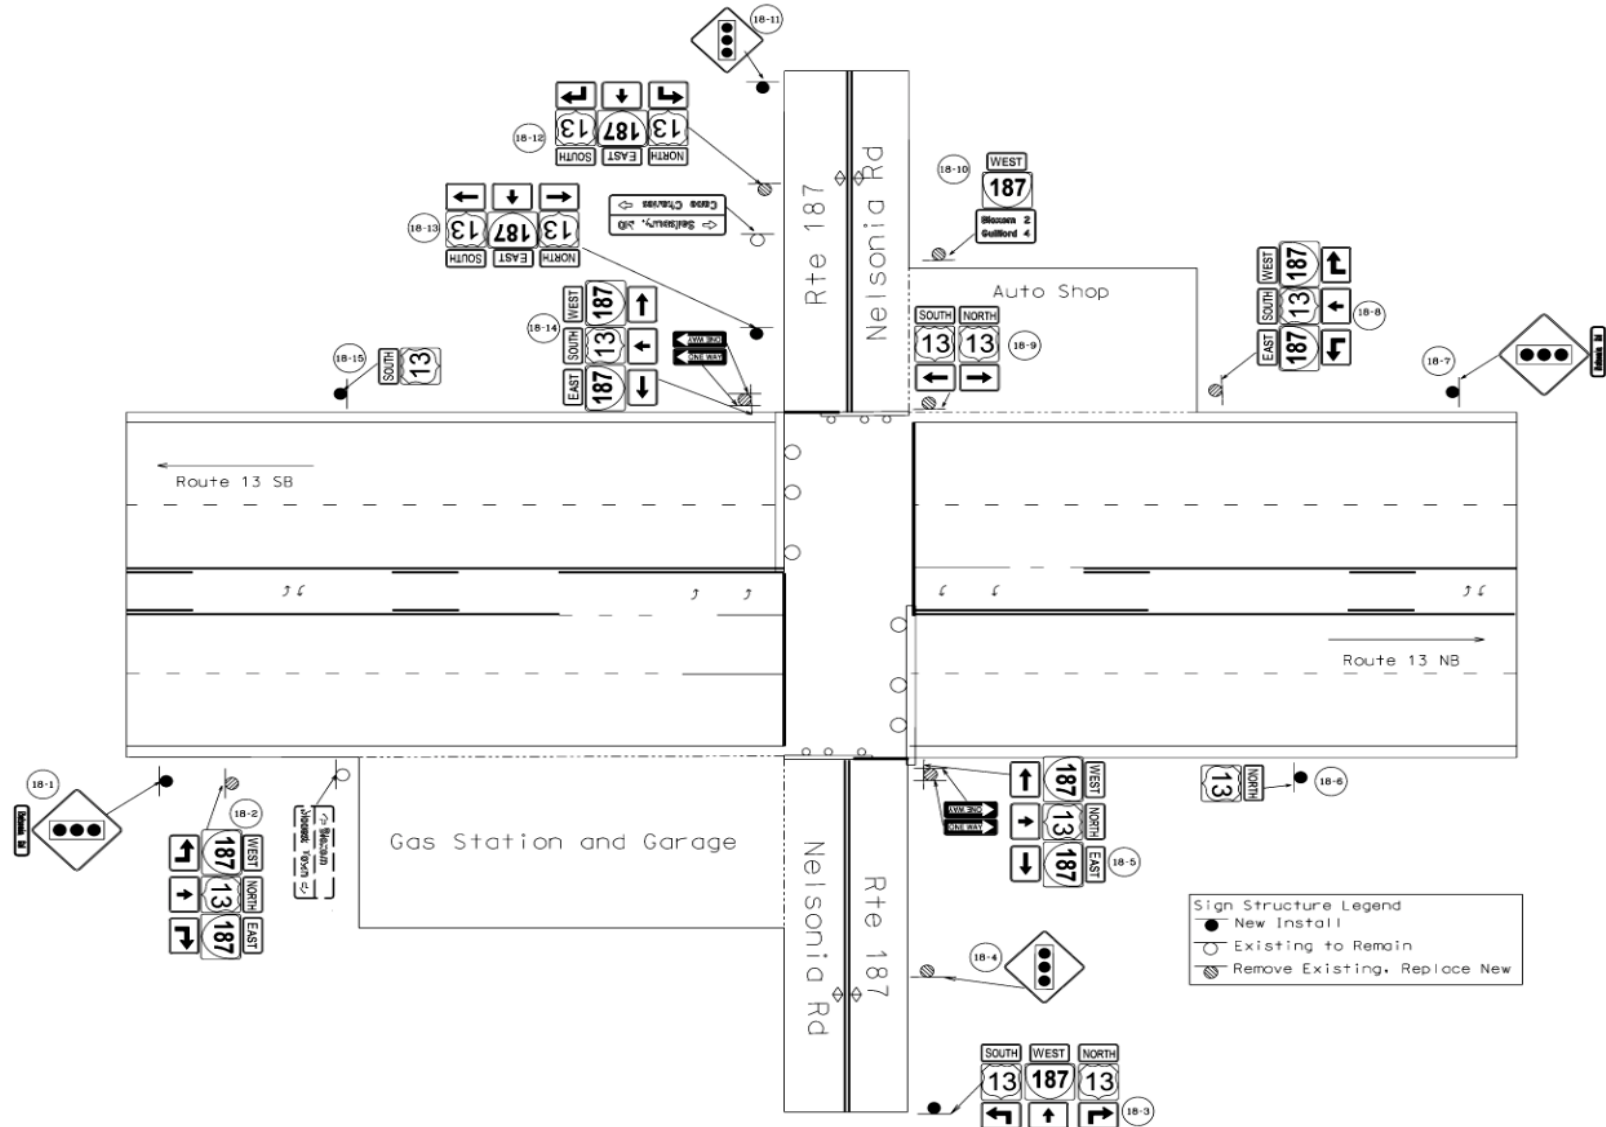 18-11
18-12
13
187
13
SOUTH
EAST
NORTH
18-13
13
187
13
SOUTH
EAST
NORTH
Cape Charles
Salisbury, MD
18-14
WEST
187
SOUTH
13
EAST
187
ONE WAY
ONE WAY
18-15
SOUTH
13
Rte 187
Nelsonia Rd
18-10
WEST
187
Bloxom 2
Guilford 4
Auto Shop
SOUTH NORTH
13 13
18-9
WEST
187
SOUTH
13
EAST
187
18-8
18-7
Route 13 SB
Route 13 NB
18-1
18-2
187
WEST
13
NORTH
187
EAST
Bloxom
Gas Station and Garage
Nelsonia Rd
Rte 187
ONE WAY
ONE WAY
187
WEST
13
NORTH
187
EAST
18-5
13
NORTH
18-6
18-4
Sign Structure Legend
New Install
Existing to Remain
Remove Existing, Replace New
SOUTH WEST NORTH
13 187 13
18-3